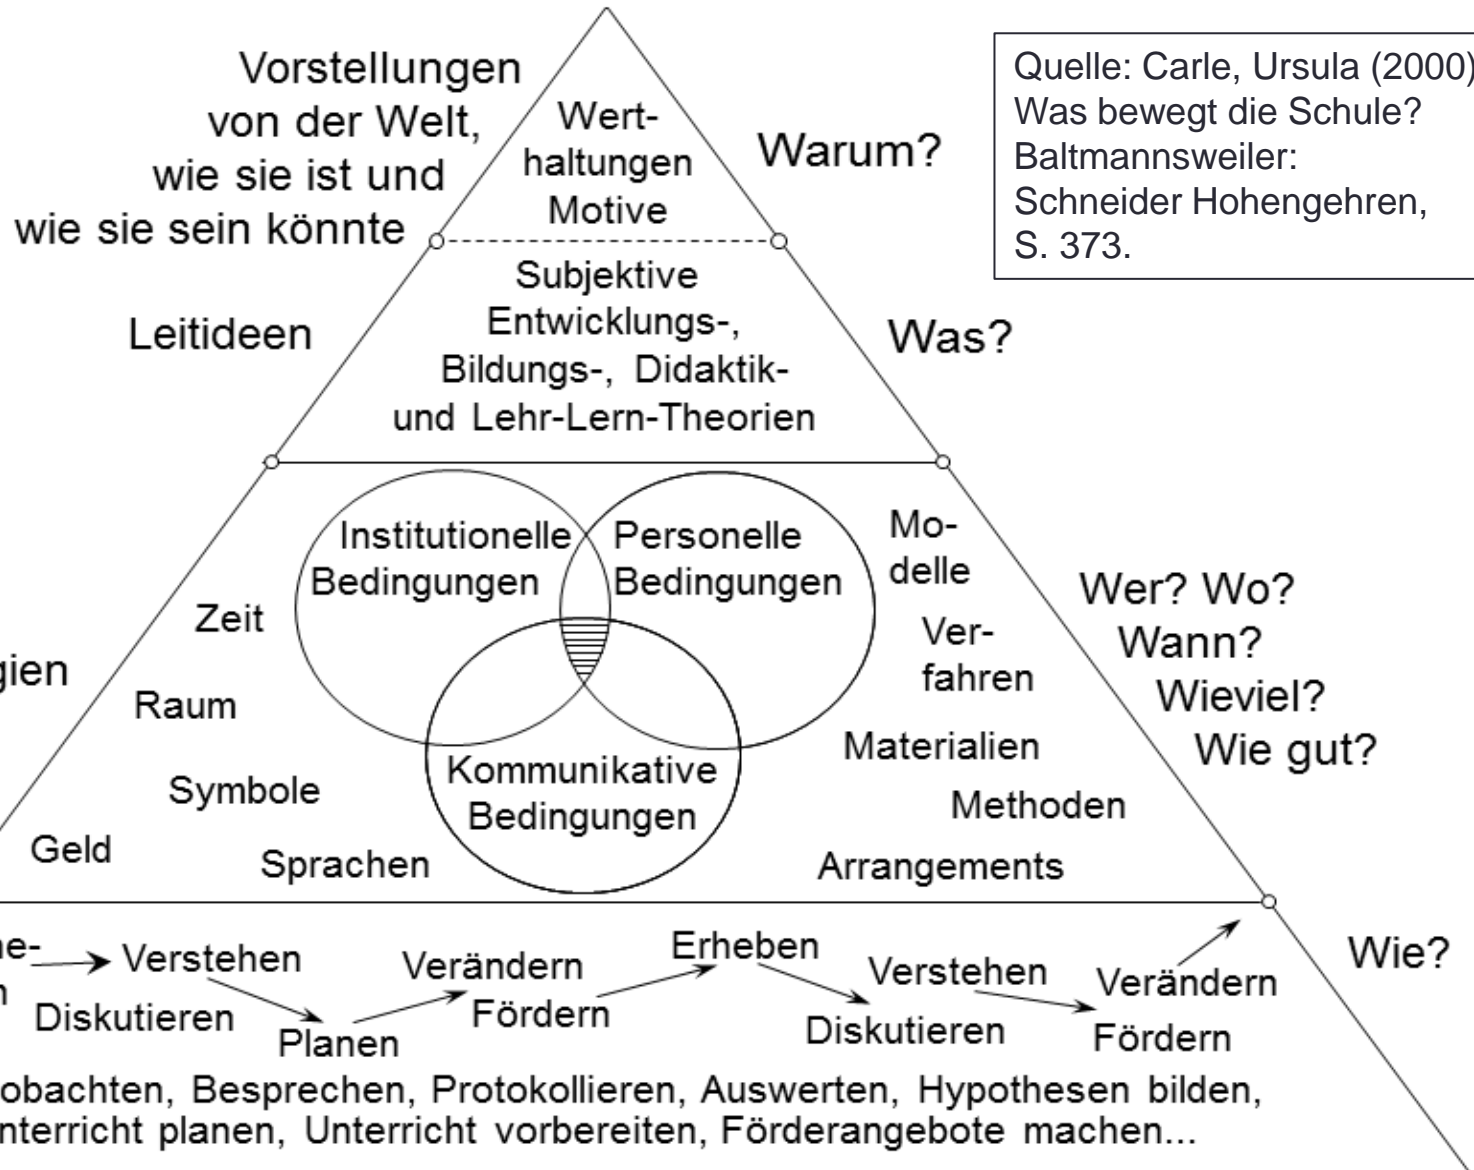 Vorstellungen
von der Welt,
wie sie ist und
wie sie sein könnte
Wert-
haltungen
Motive
Warum?
Quelle: Carle, Ursula (2000)
Was bewegt die Schule?
Baltmannsweiler:
Schneider Hohengehren,
S. 373.
Leitideen
Subjektive
Entwicklungs-,
Bildungs-, Didaktik-
und Lehr-Lern-Theorien
Was?
gien
Institutionelle
Bedingungen
Personelle
Bedingungen
Kommunikative
Bedingungen
Zeit
Raum
Symbole
Geld
Sprachen
Mo-
delle
Ver-
fahren
Materialien
Methoden
Arrangements
Wer? Wo?
Wann?
Wieviel?
Wie gut?
Verstehen
Diskutieren
Planen
Verändern
Fördern
Erheben
Verstehen
Diskutieren
Verändern
Fördern
Wie?
obachten, Besprechen, Protokollieren, Auswerten, Hypothesen bilden,
nterricht planen, Unterricht vorbereiten, Förderangebote machen...